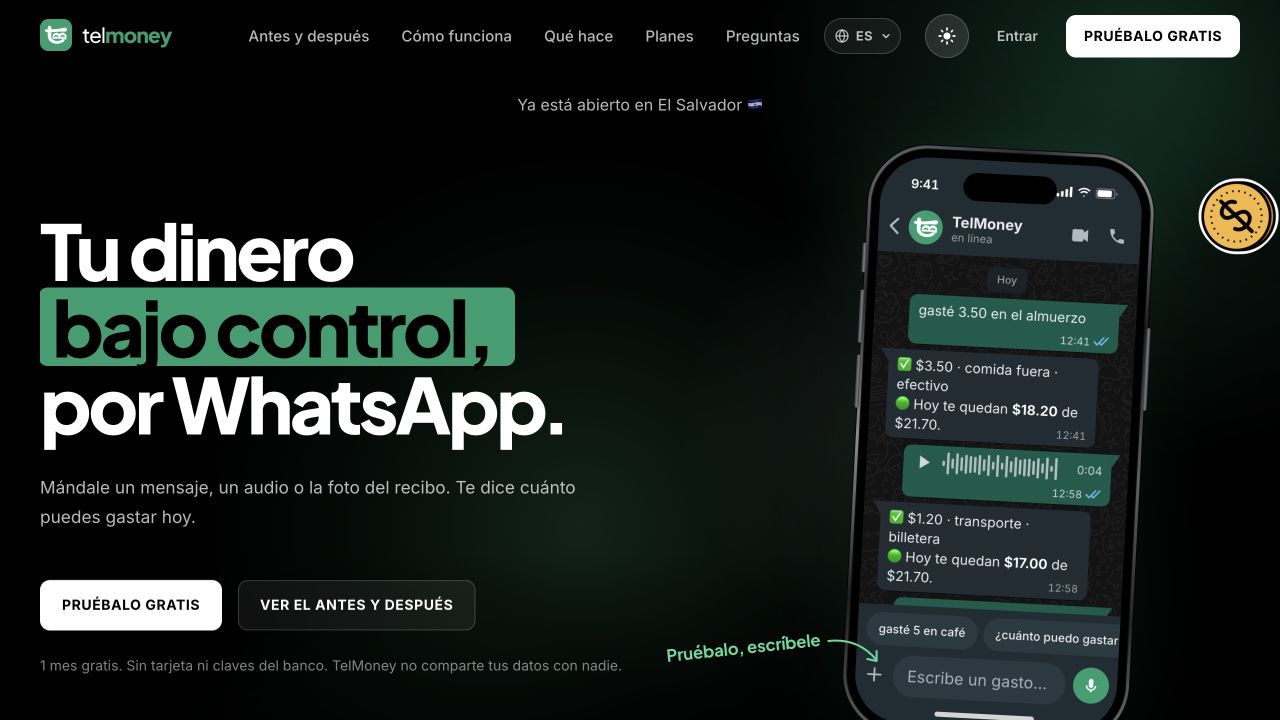 telmoney
Antes y después
Cómo funciona
Qué hace
Planes
Preguntas
ES
Entrar
PRUÉBALO GRATIS
Ya está abierto en El Salvador 🇸🇻
Tu dinero
bajo control,
por WhatsApp.
Mándale un mensaje, un audio o la foto del recibo. Te dice cuánto
puedes gastar hoy.
PRUÉBALO GRATIS
VER EL ANTES Y DESPUÉS
1 mes gratis. Sin tarjeta ni claves del banco. TelMoney no comparte tus datos con nadie.
Pruébalo, escríbele
9:41
TelMoney
en línea
Hoy
gasté 3.50 en el almuerzo
12:41
✅ $3.50 · comida fuera ·
efectivo
🟢 Hoy te quedan $18.20 de
$21.70.
12:41
0:04
12:58
✅ $1.20 · transporte ·
billetera
🟢 Hoy te quedan $17.00 de
$21.70.
12:58
gasté 5 en café
¿cuánto puedo gastar
Escribe un gasto...